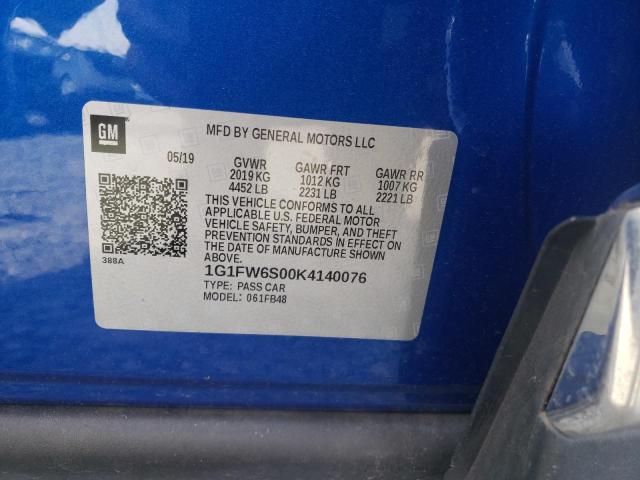 GM
MFD BY GENERAL MOTORS LLC
05/19 GVWR GAWR FRT GAWR RR
2019 KG 1012 KG 1007 KG
4452 LB 2231 LB 2221 LB
THIS VEHICLE CONFORMS TO ALL
APPLICABLE U.S. FEDERAL MOTOR
VEHICLE SAFETY, BUMPER, AND THEFT
PREVENTION STANDARDS IN EFFECT ON
THE DATE OF MANUFACTURE SHOWN
ABOVE.
388A
1G1FW6S00K4140076
TYPE: PASS CAR
MODEL: 061FB48